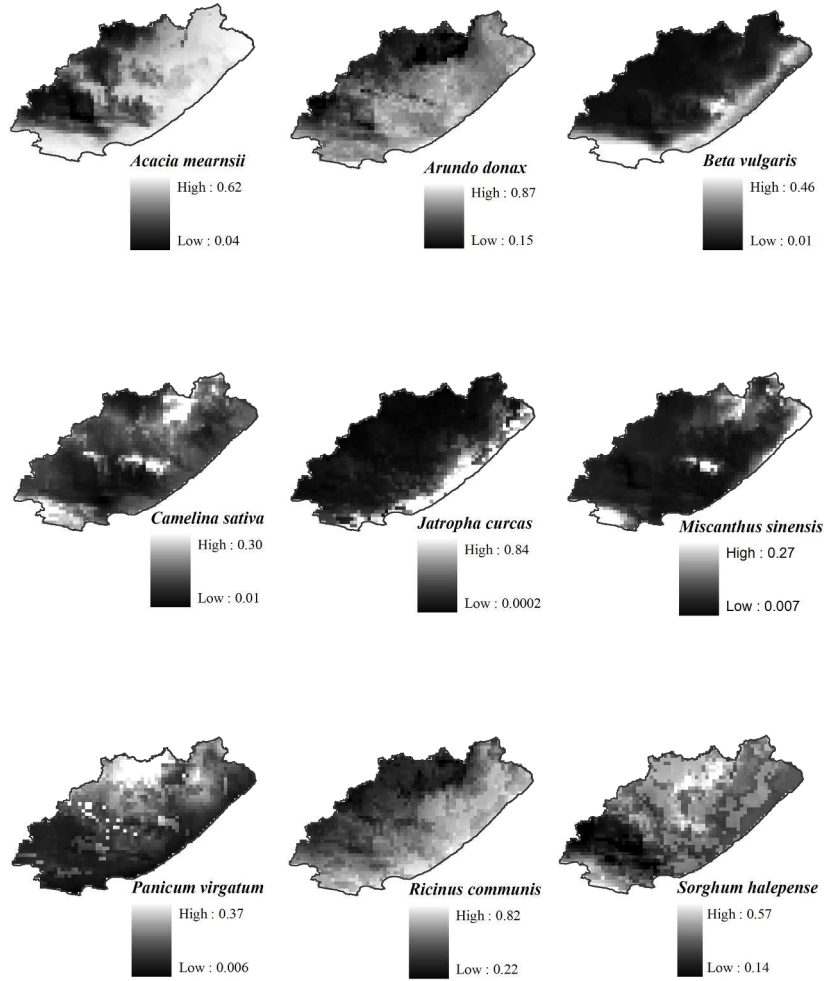 Acacia mearnsii
High : 0.62
Low : 0.04
Arundo donax
High : 0.87
Low : 0.15
Beta vulgaris
High : 0.46
Low : 0.01
Camelina sativa
High : 0.30
Low : 0.01
Jatropha curcas
High : 0.84
Low : 0.0002
Miscanthus sinensis
High : 0.27
Low : 0.007
Panicum virgatum
High : 0.37
Low : 0.006
Ricinus communis
High : 0.82
Low : 0.22
Sorghum halepense
High : 0.57
Low : 0.14